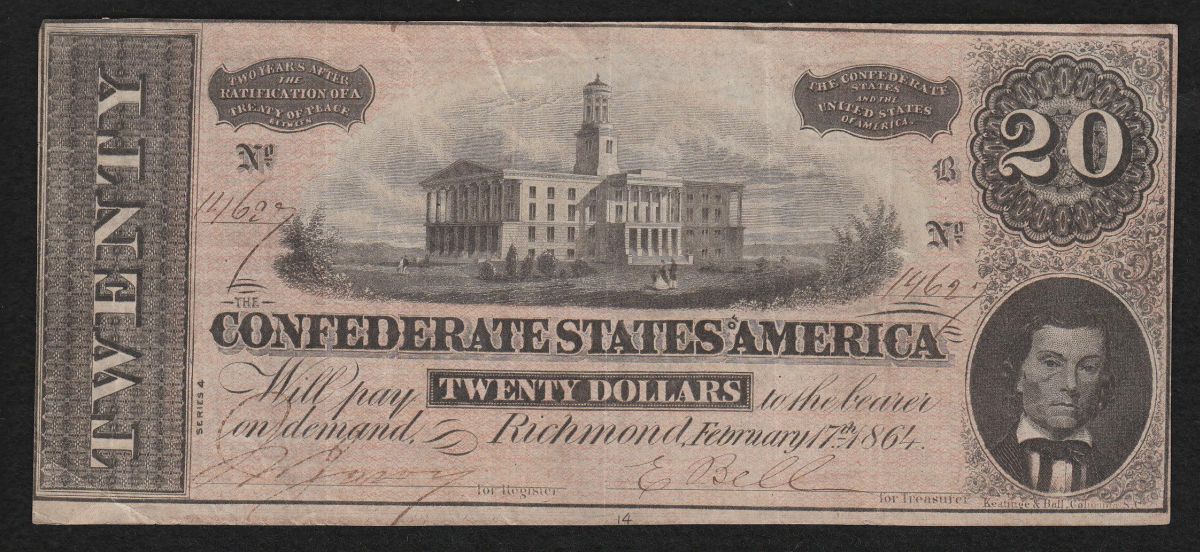 TWENTY
TWO YEARS AFTER
THE
RATIFICATION OF A
TREATY OF PEACE
BETWEEN
THE CONFEDERATE
STATES
AND THE
UNITED STATES
OF AMERICA.
20
No
B
14627
No
14627
THE
CONFEDERATE STATES OF AMERICA
SERIES 4
Will pay TWENTY DOLLARS to the bearer
on demand, Richmond, February 17th 1864.
for Register
E Bell
for Treasurer
Keatinge & Ball, Columbia, S.C.
14